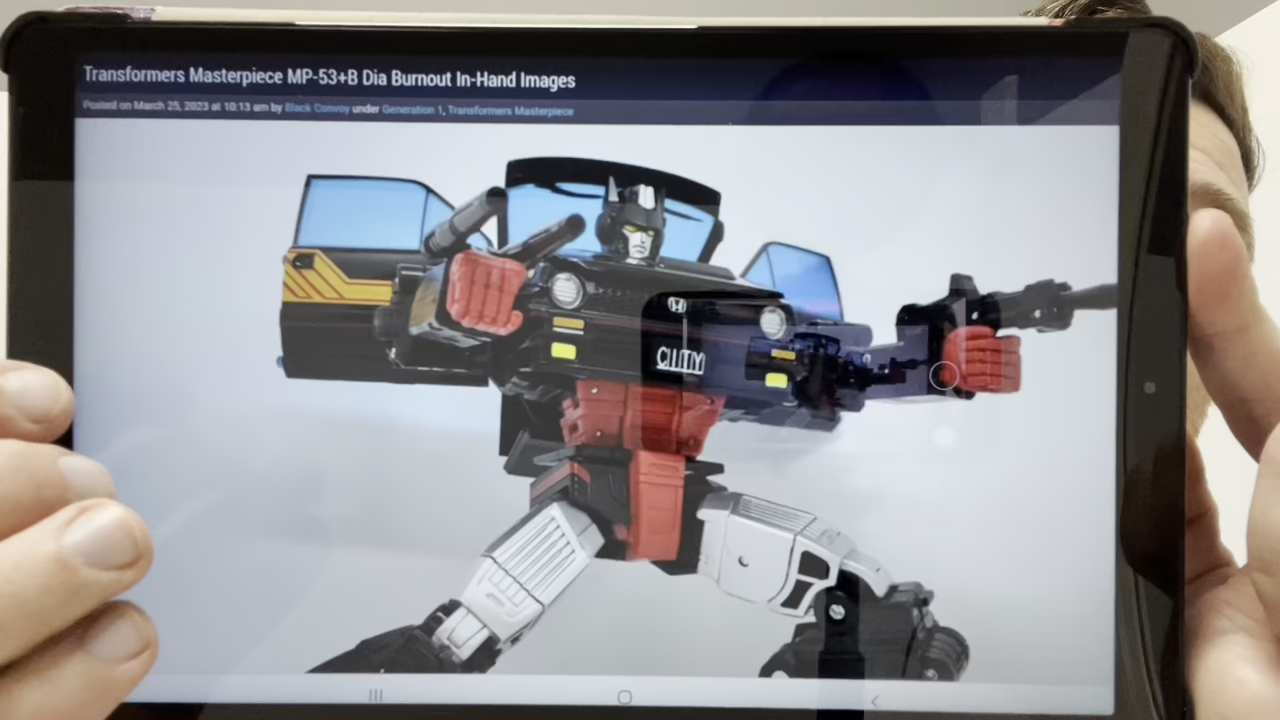 Transformers Masterpiece MP-53+B Dia Burnout In-Hand Images
Posted on March 25, 2023 at 10:13 am by Black Convoy under Generation 1, Transformers Masterpiece
CITY